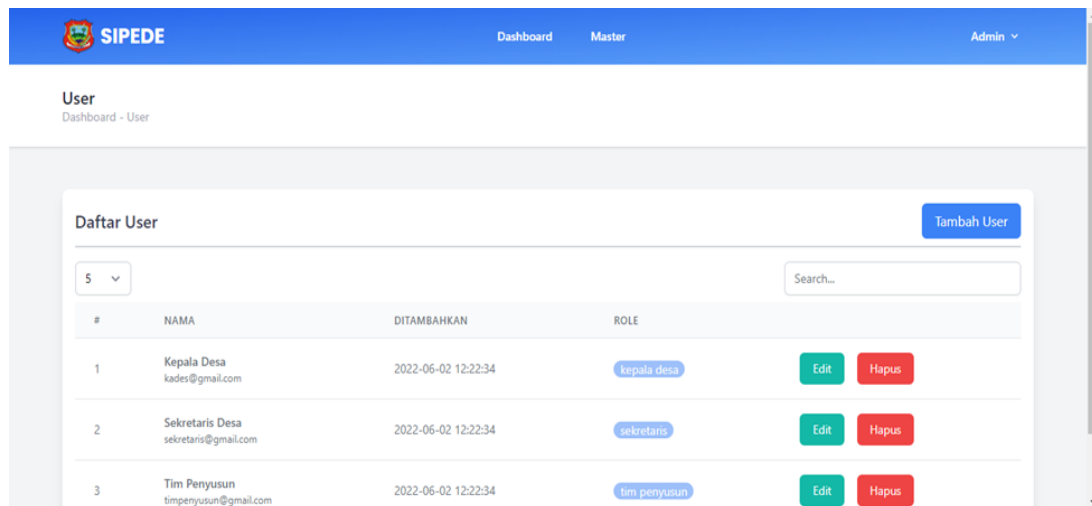 SIPEDE Dashboard Master Admin
User
Dashboard - User
Daftar User Tambah User
5 Search...
# NAMA DITAMBAHKAN ROLE
1 Kepala Desa 2022-06-02 12:22:34 kepala desa Edit Hapus
kades@gmail.com
2 Sekretaris Desa 2022-06-02 12:22:34 sekretaris Edit Hapus
sekretaris@gmail.com
3 Tim Penyusun 2022-06-02 12:22:34 tim penyusun Edit Hapus
timpenyusun@gmail.com